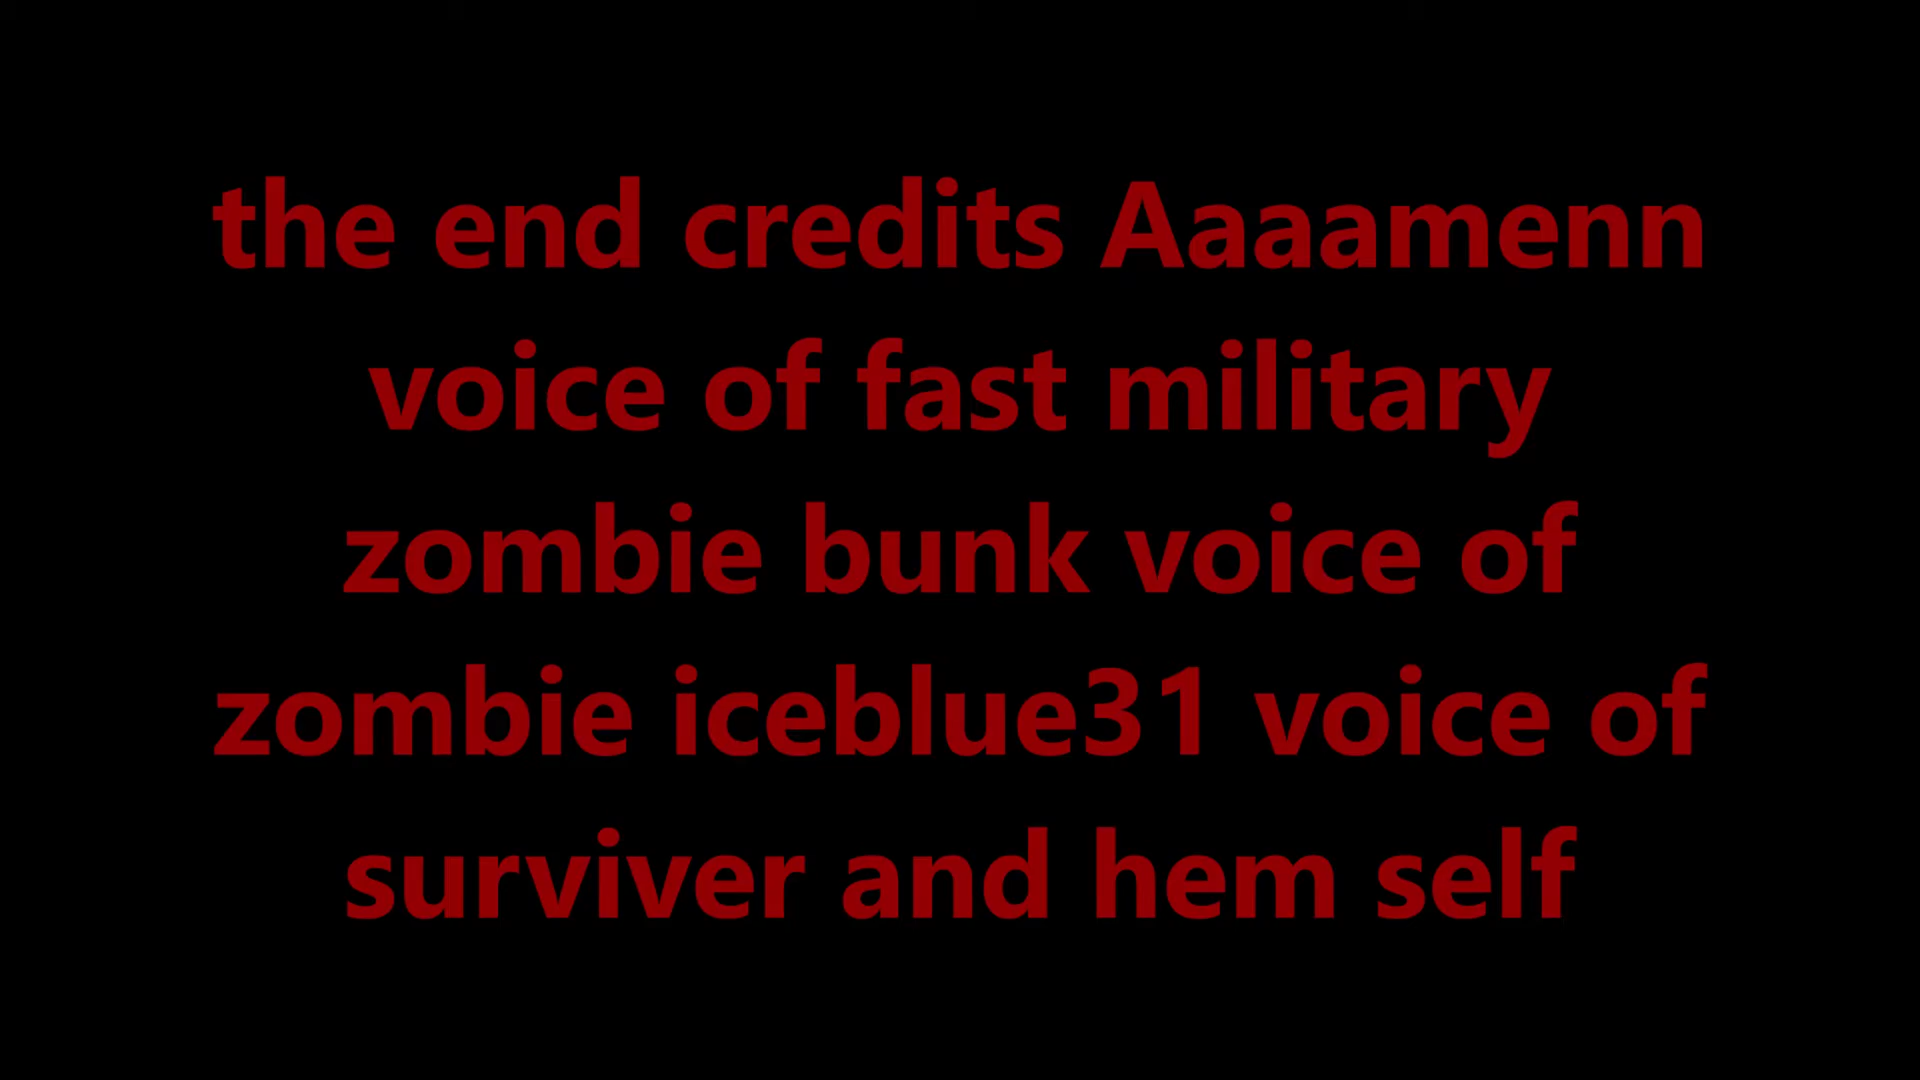 the end credits Aaaamenn
voice of fast military
zombie bunk voice of
zombie iceblue31 voice of
surviver and hem self